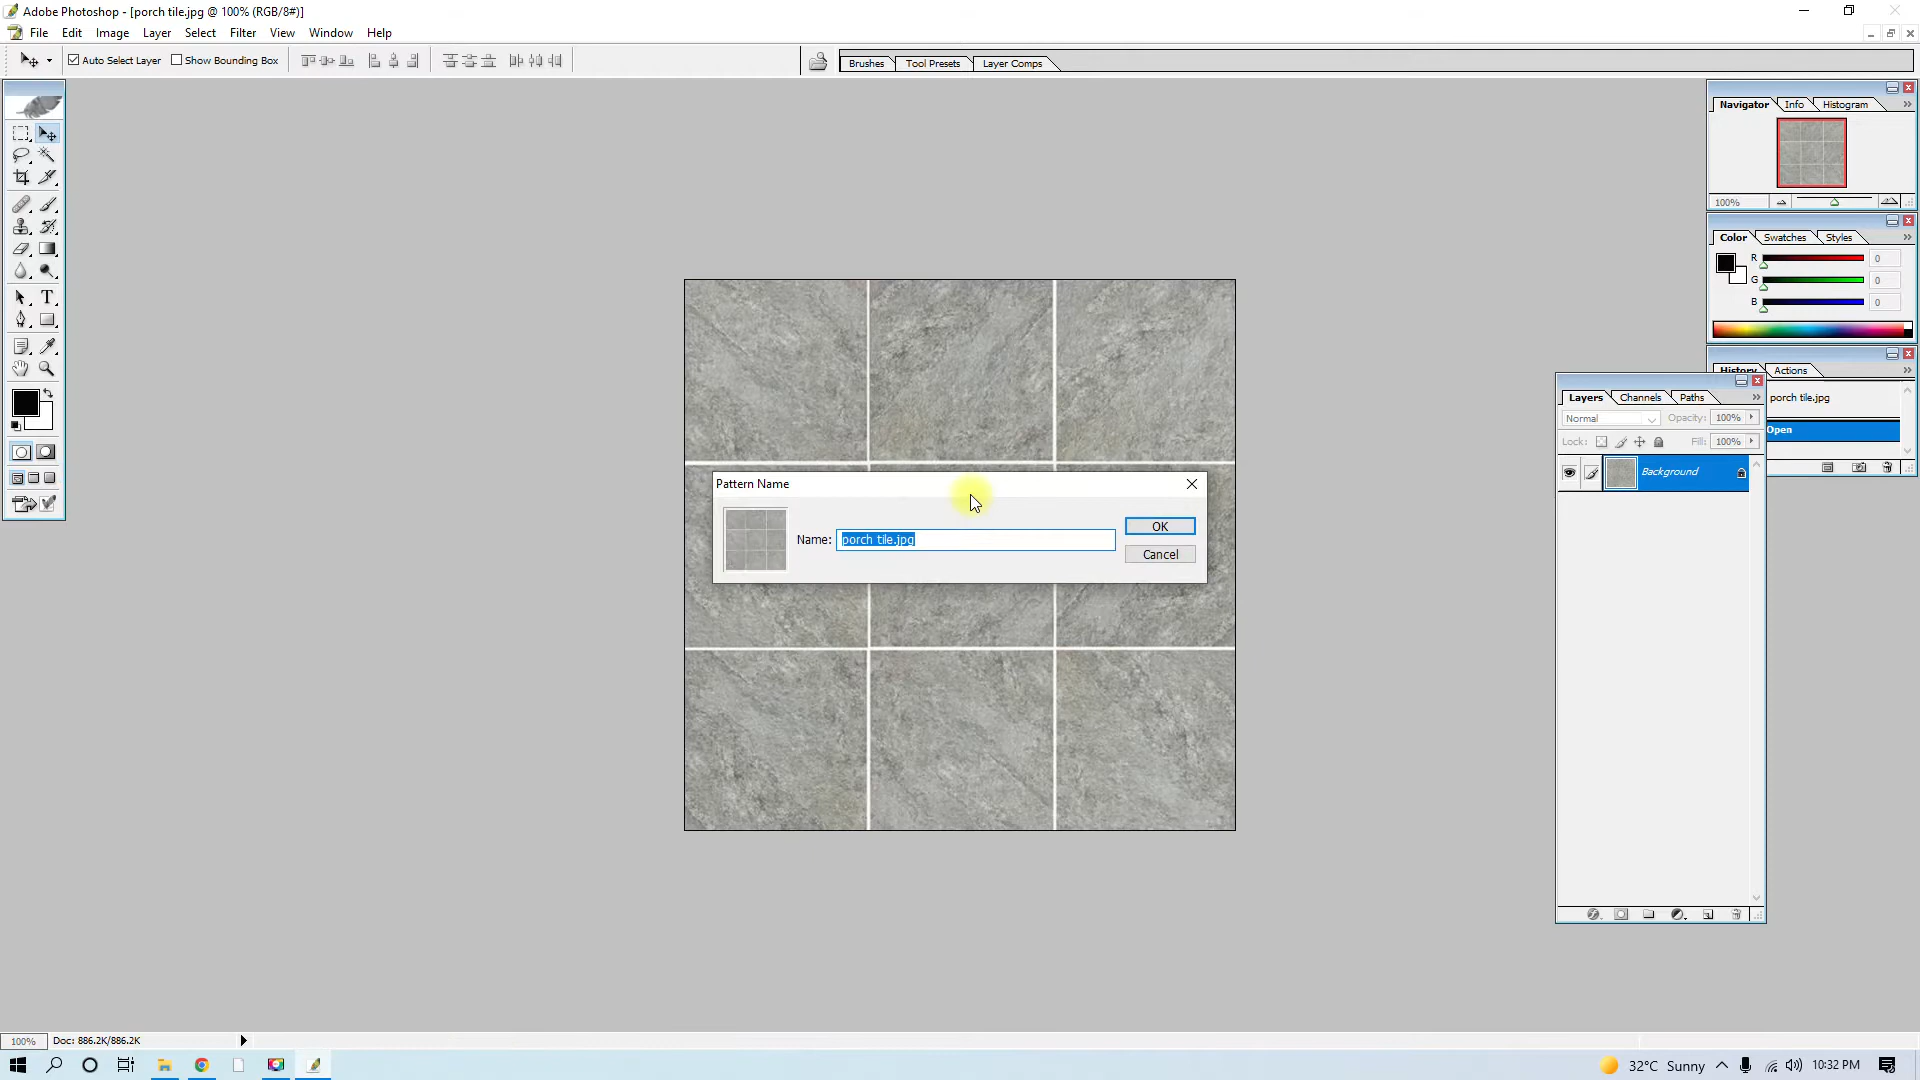 Adobe Photoshop - [porch tile.jpg @ 100% (RGB/8#)]
File Edit Image Layer Select Filter View Window Help
Auto Select Layer Show Bounding Box Brushes Tool Presets Layer Comps
Navigator Info Histogram
100%
Color Swatches Styles
R 0
G 0
B 0
History Actions
porch tile.jpg
Open
Layers Channels Paths
Normal Opacity: 100%
Lock: Fill: 100%
Background
Pattern Name
Name: porch tile.jpg
OK
Cancel
T
100% Doc: 886.2K/886.2K
32°C Sunny 10:32 PM